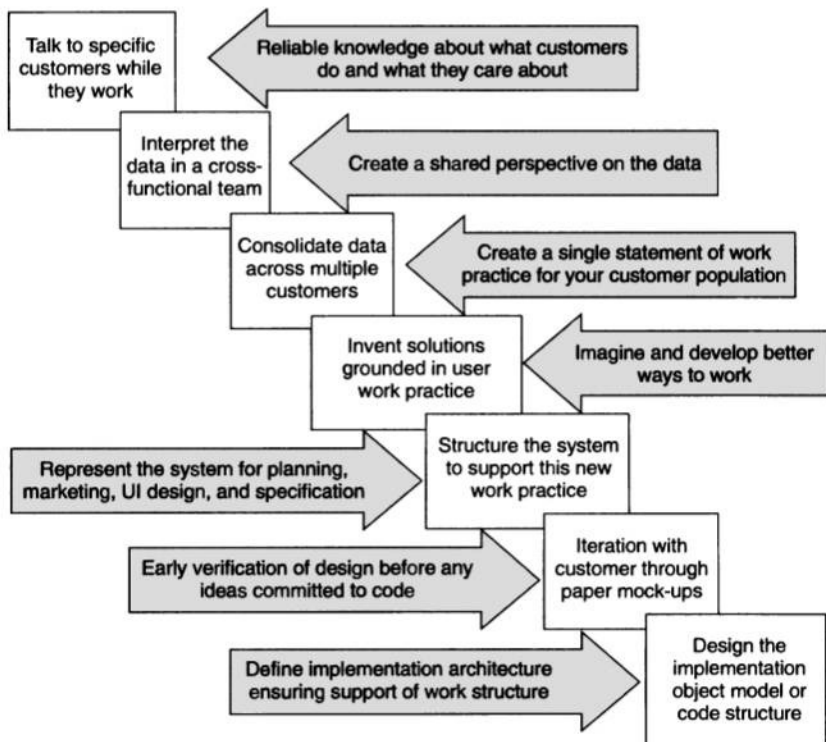 Talk to specific
customers while
they work
Reliable knowledge about what customers
do and what they care about
Interpret the
data in a cross-
functional team
Create a shared perspective on the data
Consolidate data
across multiple
customers
Create a single statement of work
practice for your customer population
Invent solutions
grounded in user
work practice
Imagine and develop better
ways to work
Represent the system for planning,
marketing, UI design, and specification
Structure the system
to support this new
work practice
Early verification of design before any
ideas committed to code
Iteration with
customer through
paper mock-ups
Define implementation architecture
ensuring support of work structure
Design the
implementation
object model or
code structure